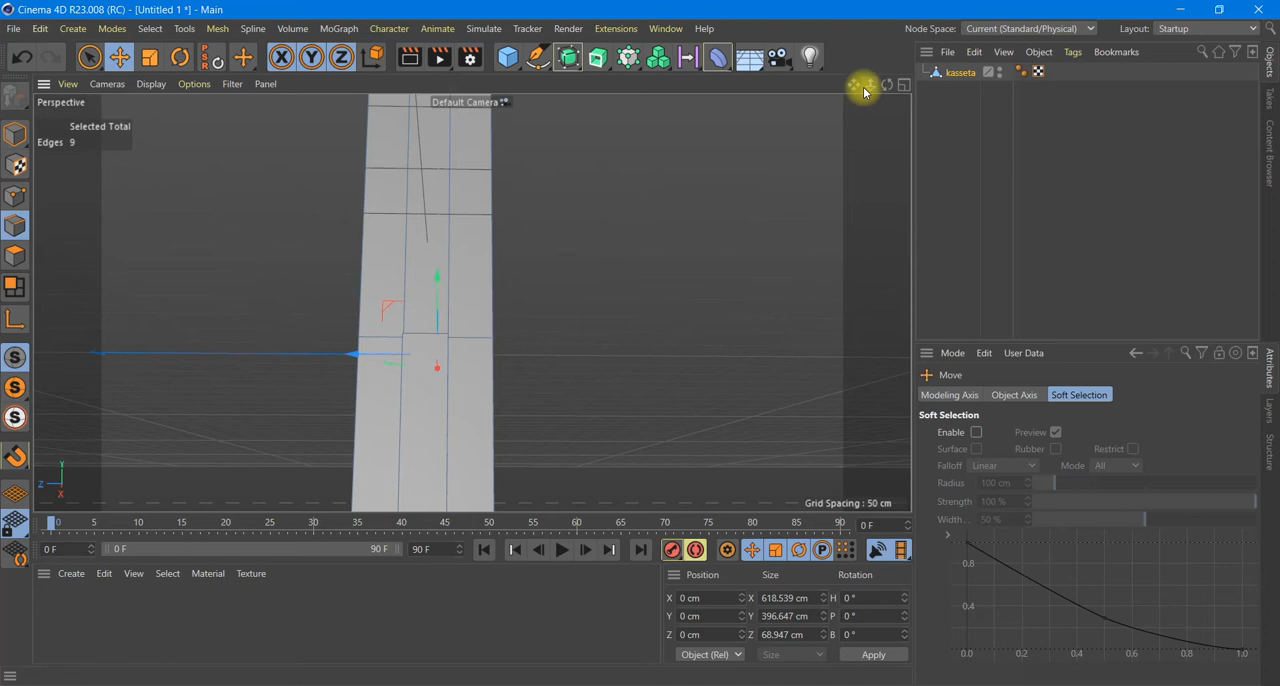 Cinema 4D R23.008 (RC) - [Untitled 1 *] - Main
File Edit Create Modes Select Tools Mesh Spline Volume MoGraph Character Animate Simulate Tracker Render Extensions Window Help
Node Space: Current (Standard/Physical) Layout: Startup
PSR X Y Z
View Cameras Display Options Filter Panel
File Edit View Object Tags Bookmarks
Perspective
Default Camera
kasseta
Selected Total
Edges 9
Objects
Takes
Content Browser
Mode Edit User Data
Move
Modeling Axis Object Axis Soft Selection
Soft Selection
Enable Preview
Surface Rubber Restrict
Falloff Linear Mode All
Radius 100 cm
Strength 100 %
Width . . 50 %
0.8
0.4
0.0 0.2 0.4 0.6 0.8 1.0
Attributes
Layers
Structure
Y
Z
X
Grid Spacing : 50 cm
0 5 10 15 20 25 30 35 40 45 50 55 60 65 70 75 80 85 90 0 F
0 F 0 F 90 F 90 F
P
Create Edit View Select Material Texture
Position Size Rotation
X 0 cm X 618.539 cm H 0 °
Y 0 cm Y 396.647 cm P 0 °
Z 0 cm Z 68.947 cm B 0 °
Object (Rel) Size Apply